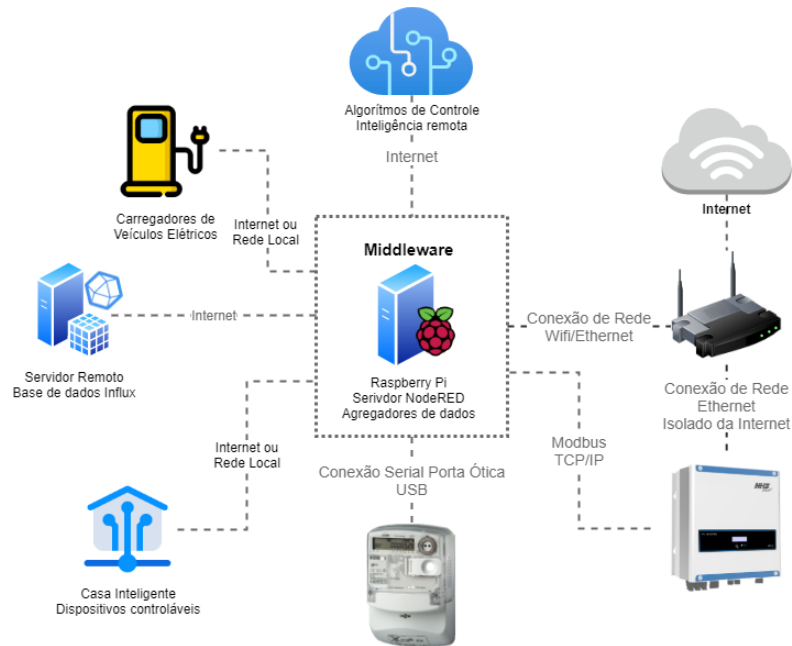 Algorítmos de Controle
Inteligência remota
Internet
Carregadores de
Veículos Elétricos
Internet ou
Rede Local
Internet
Middleware
Servidor Remoto
Base de dados Influx
Internet
Raspberry Pi
Serivdor NodeRED
Agregadores de dados
Conexão de Rede
Wifi/Ethernet
Conexão de Rede
Ethernet
Isolado da Internet
Internet ou
Rede Local
Modbus
TCP/IP
Conexão Serial Porta Ótica
USB
NHS
Casa Inteligente
Dispositivos controláveis